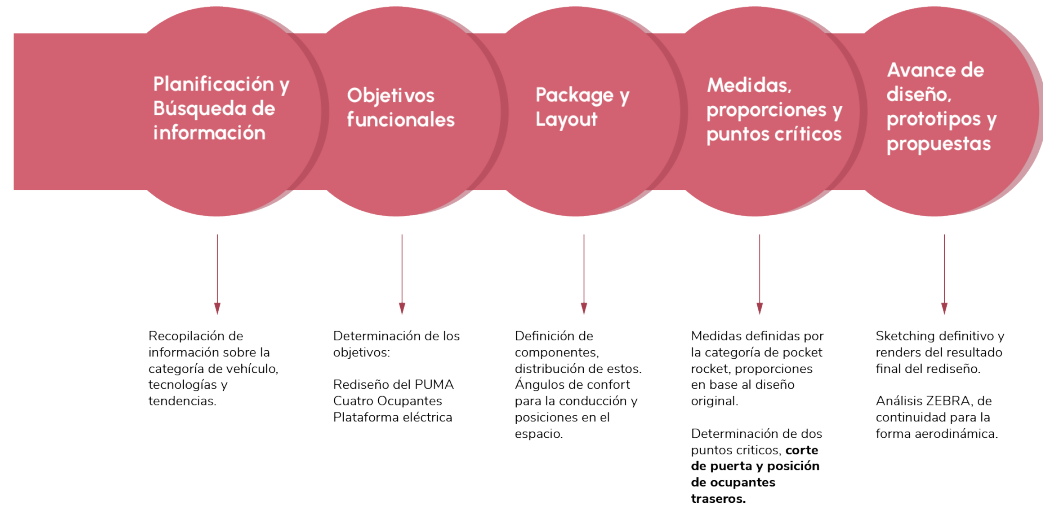 Planificación y
Búsqueda de
información
Objetivos
funcionales
Package y
Layout
Medidas,
proporciones y
puntos críticos
Avance de
diseño,
prototipos y
propuestas
Recopilación de
información sobre la
categoría de vehículo,
tecnologías y
tendencias.
Determinación de los
objetivos:
Rediseño del PUMA
Cuatro Ocupantes
Plataforma eléctrica
Definición de
componentes,
distribución de estos.
Ángulos de confort
para la conducción y
posiciones en el
espacio.
Medidas definidas por
la categoría de pocket
rocket, proporciones
en base al diseño
original.
Determinación de dos
puntos criticos, corte
de puerta y posición
de ocupantes
traseros.
Sketching definitivo y
renders del resultado
final del rediseño.
Análisis ZEBRA, de
continuidad para la
forma aerodinámica.